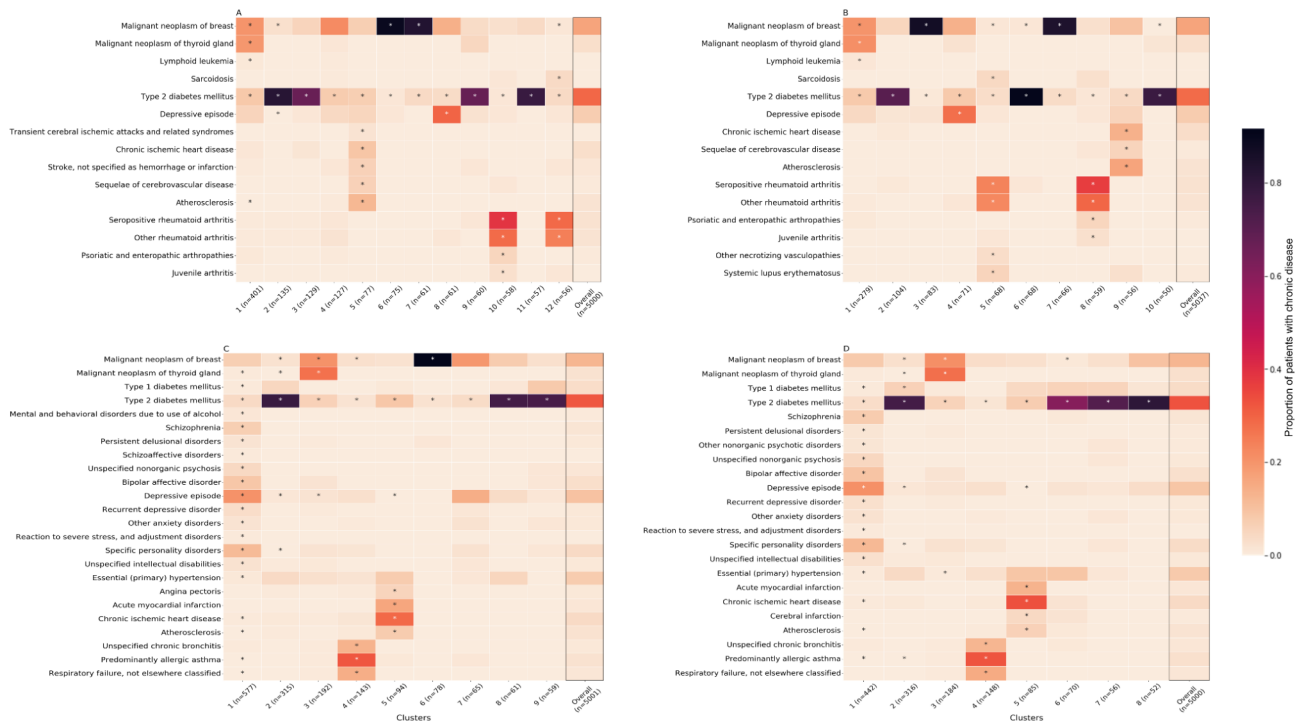 A
Malignant neoplasm of breast
Malignant neoplasm of thyroid gland
Lymphoid leukemia
Sarcoidosis
Type 2 diabetes mellitus
Depressive episode
Transient cerebral ischemic attacks and related syndromes
Chronic ischemic heart disease
Stroke, not specified as hemorrhage or infarction
Sequelae of cerebrovascular disease
Atherosclerosis
Seropositive rheumatoid arthritis
Other rheumatoid arthritis
Psoriatic and enteropathic arthropathies
Juvenile arthritis
1 (n=401)
2 (n=135)
3 (n=129)
4 (n=127)
5 (n=77)
6 (n=75)
7 (n=61)
8 (n=61)
9 (n=60)
10 (n=58)
11 (n=57)
12 (n=56)
Overall
(n=5000)
B
Malignant neoplasm of breast
Malignant neoplasm of thyroid gland
Lymphoid leukemia
Sarcoidosis
Type 2 diabetes mellitus
Depressive episode
Chronic ischemic heart disease
Sequelae of cerebrovascular disease
Atherosclerosis
Seropositive rheumatoid arthritis
Other rheumatoid arthritis
Psoriatic and enteropathic arthropathies
Juvenile arthritis
Other necrotizing vasculopathies
Systemic lupus erythematosus
1 (n=279)
2 (n=104)
3 (n=83)
4 (n=71)
5 (n=68)
6 (n=68)
7 (n=66)
8 (n=59)
9 (n=56)
10 (n=50)
Overall
(n=5037)
C
Malignant neoplasm of breast
Malignant neoplasm of thyroid gland
Type 1 diabetes mellitus
Type 2 diabetes mellitus
Mental and behavioral disorders due to use of alcohol
Schizophrenia
Persistent delusional disorders
Schizoaffective disorders
Unspecified nonorganic psychosis
Bipolar affective disorder
Depressive episode
Recurrent depressive disorder
Other anxiety disorders
Reaction to severe stress, and adjustment disorders
Specific personality disorders
Unspecified intellectual disabilities
Essential (primary) hypertension
Angina pectoris
Acute myocardial infarction
Chronic ischemic heart disease
Atherosclerosis
Unspecified chronic bronchitis
Predominantly allergic asthma
Respiratory failure, not elsewhere classified
1 (n=577)
2 (n=315)
3 (n=192)
4 (n=143)
5 (n=94)
6 (n=78)
7 (n=65)
8 (n=61)
9 (n=59)
Overall
(n=5001)
Clusters
D
Malignant neoplasm of breast
Malignant neoplasm of thyroid gland
Type 1 diabetes mellitus
Type 2 diabetes mellitus
Schizophrenia
Persistent delusional disorders
Other nonorganic psychotic disorders
Unspecified nonorganic psychosis
Bipolar affective disorder
Depressive episode
Recurrent depressive disorder
Other anxiety disorders
Reaction to severe stress, and adjustment disorders
Specific personality disorders
Unspecified intellectual disabilities
Essential (primary) hypertension
Acute myocardial infarction
Chronic ischemic heart disease
Cerebral infarction
Atherosclerosis
Unspecified chronic bronchitis
Predominantly allergic asthma
Respiratory failure, not elsewhere classified
1 (n=442)
2 (n=316)
3 (n=184)
4 (n=148)
5 (n=85)
6 (n=70)
7 (n=56)
8 (n=52)
Overall
(n=5000)
Clusters
0.8
0.6
0.4
0.2
0.0
Proportion of patients with chronic disease